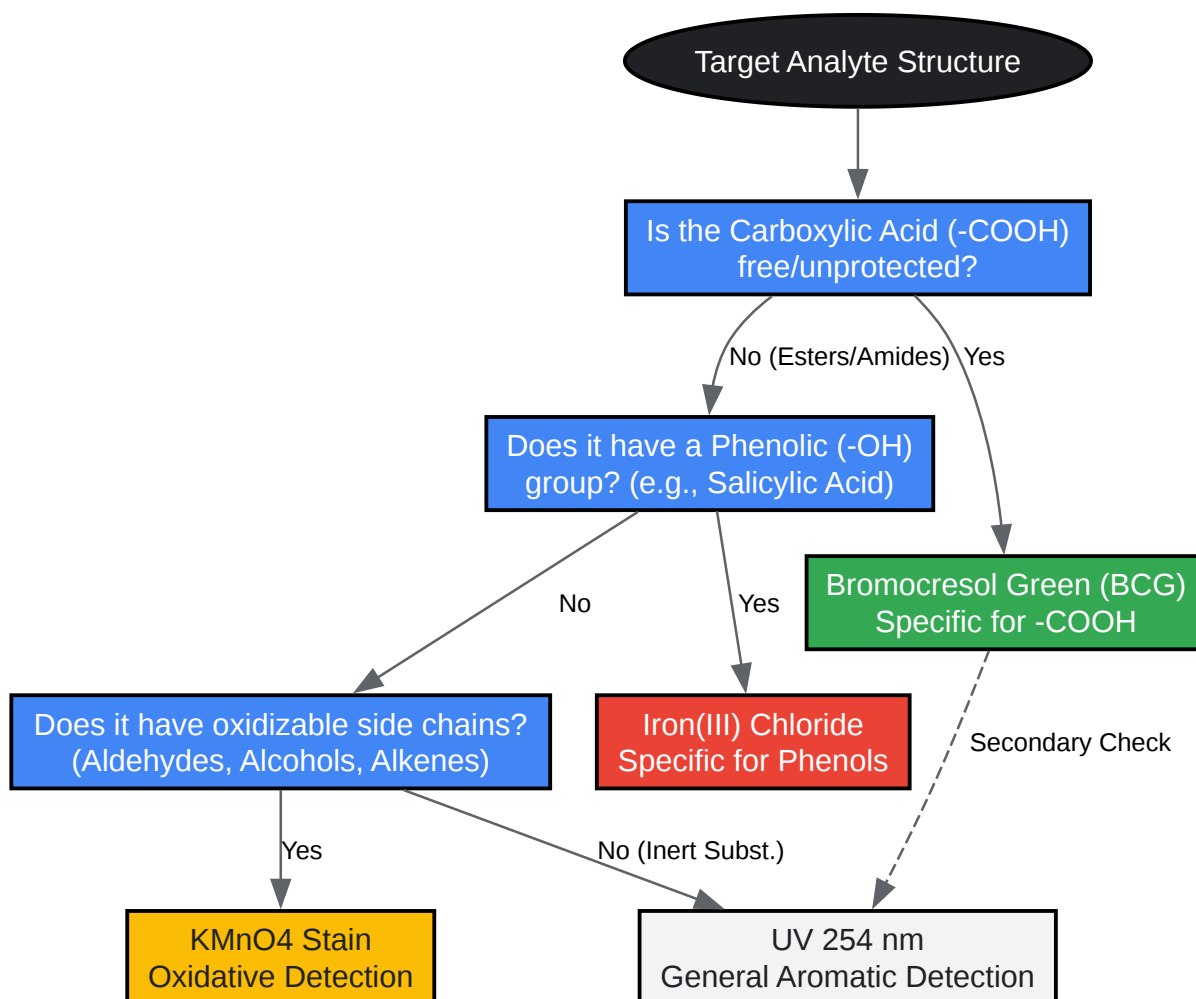 Target Analyte Structure
Is the Carboxylic Acid (-COOH)
free/unprotected?
No (Esters/Amides)
Yes
Does it have a Phenolic (-OH)
group? (e.g., Salicylic Acid)
No
Yes
Bromocresol Green (BCG)
Specific for -COOH
Does it have oxidizable side chains?
(Aldehydes, Alcohols, Alkenes)
Iron(III) Chloride
Specific for Phenols
Secondary Check
Yes
No (Inert Subst.)
KMnO4 Stain
Oxidative Detection
UV 254 nm
General Aromatic Detection